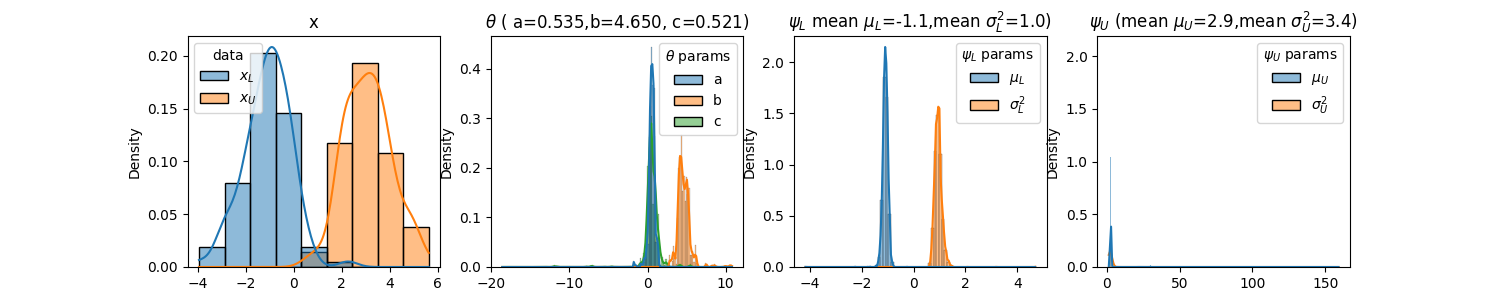 x
θ ( a=0.535,b=4.650, c=0.521)
ψ_L mean μ_L=-1.1,mean σ_L^2=1.0)
ψ_U (mean μ_U=2.9,mean σ_U^2=3.4)
data
x_L
x_U
Density
0.00
0.05
0.10
0.15
0.20
−4
−2
0
2
4
6
θ params
a
b
c
Density
0.0
0.1
0.2
0.3
0.4
−20
−10
0
10
ψ_L params
μ_L
σ_L^2
Density
0.0
0.5
1.0
1.5
2.0
−4
−2
0
2
4
ψ_U params
μ_U
σ_U^2
Density
0.0
0.5
1.0
1.5
2.0
0
50
100
150